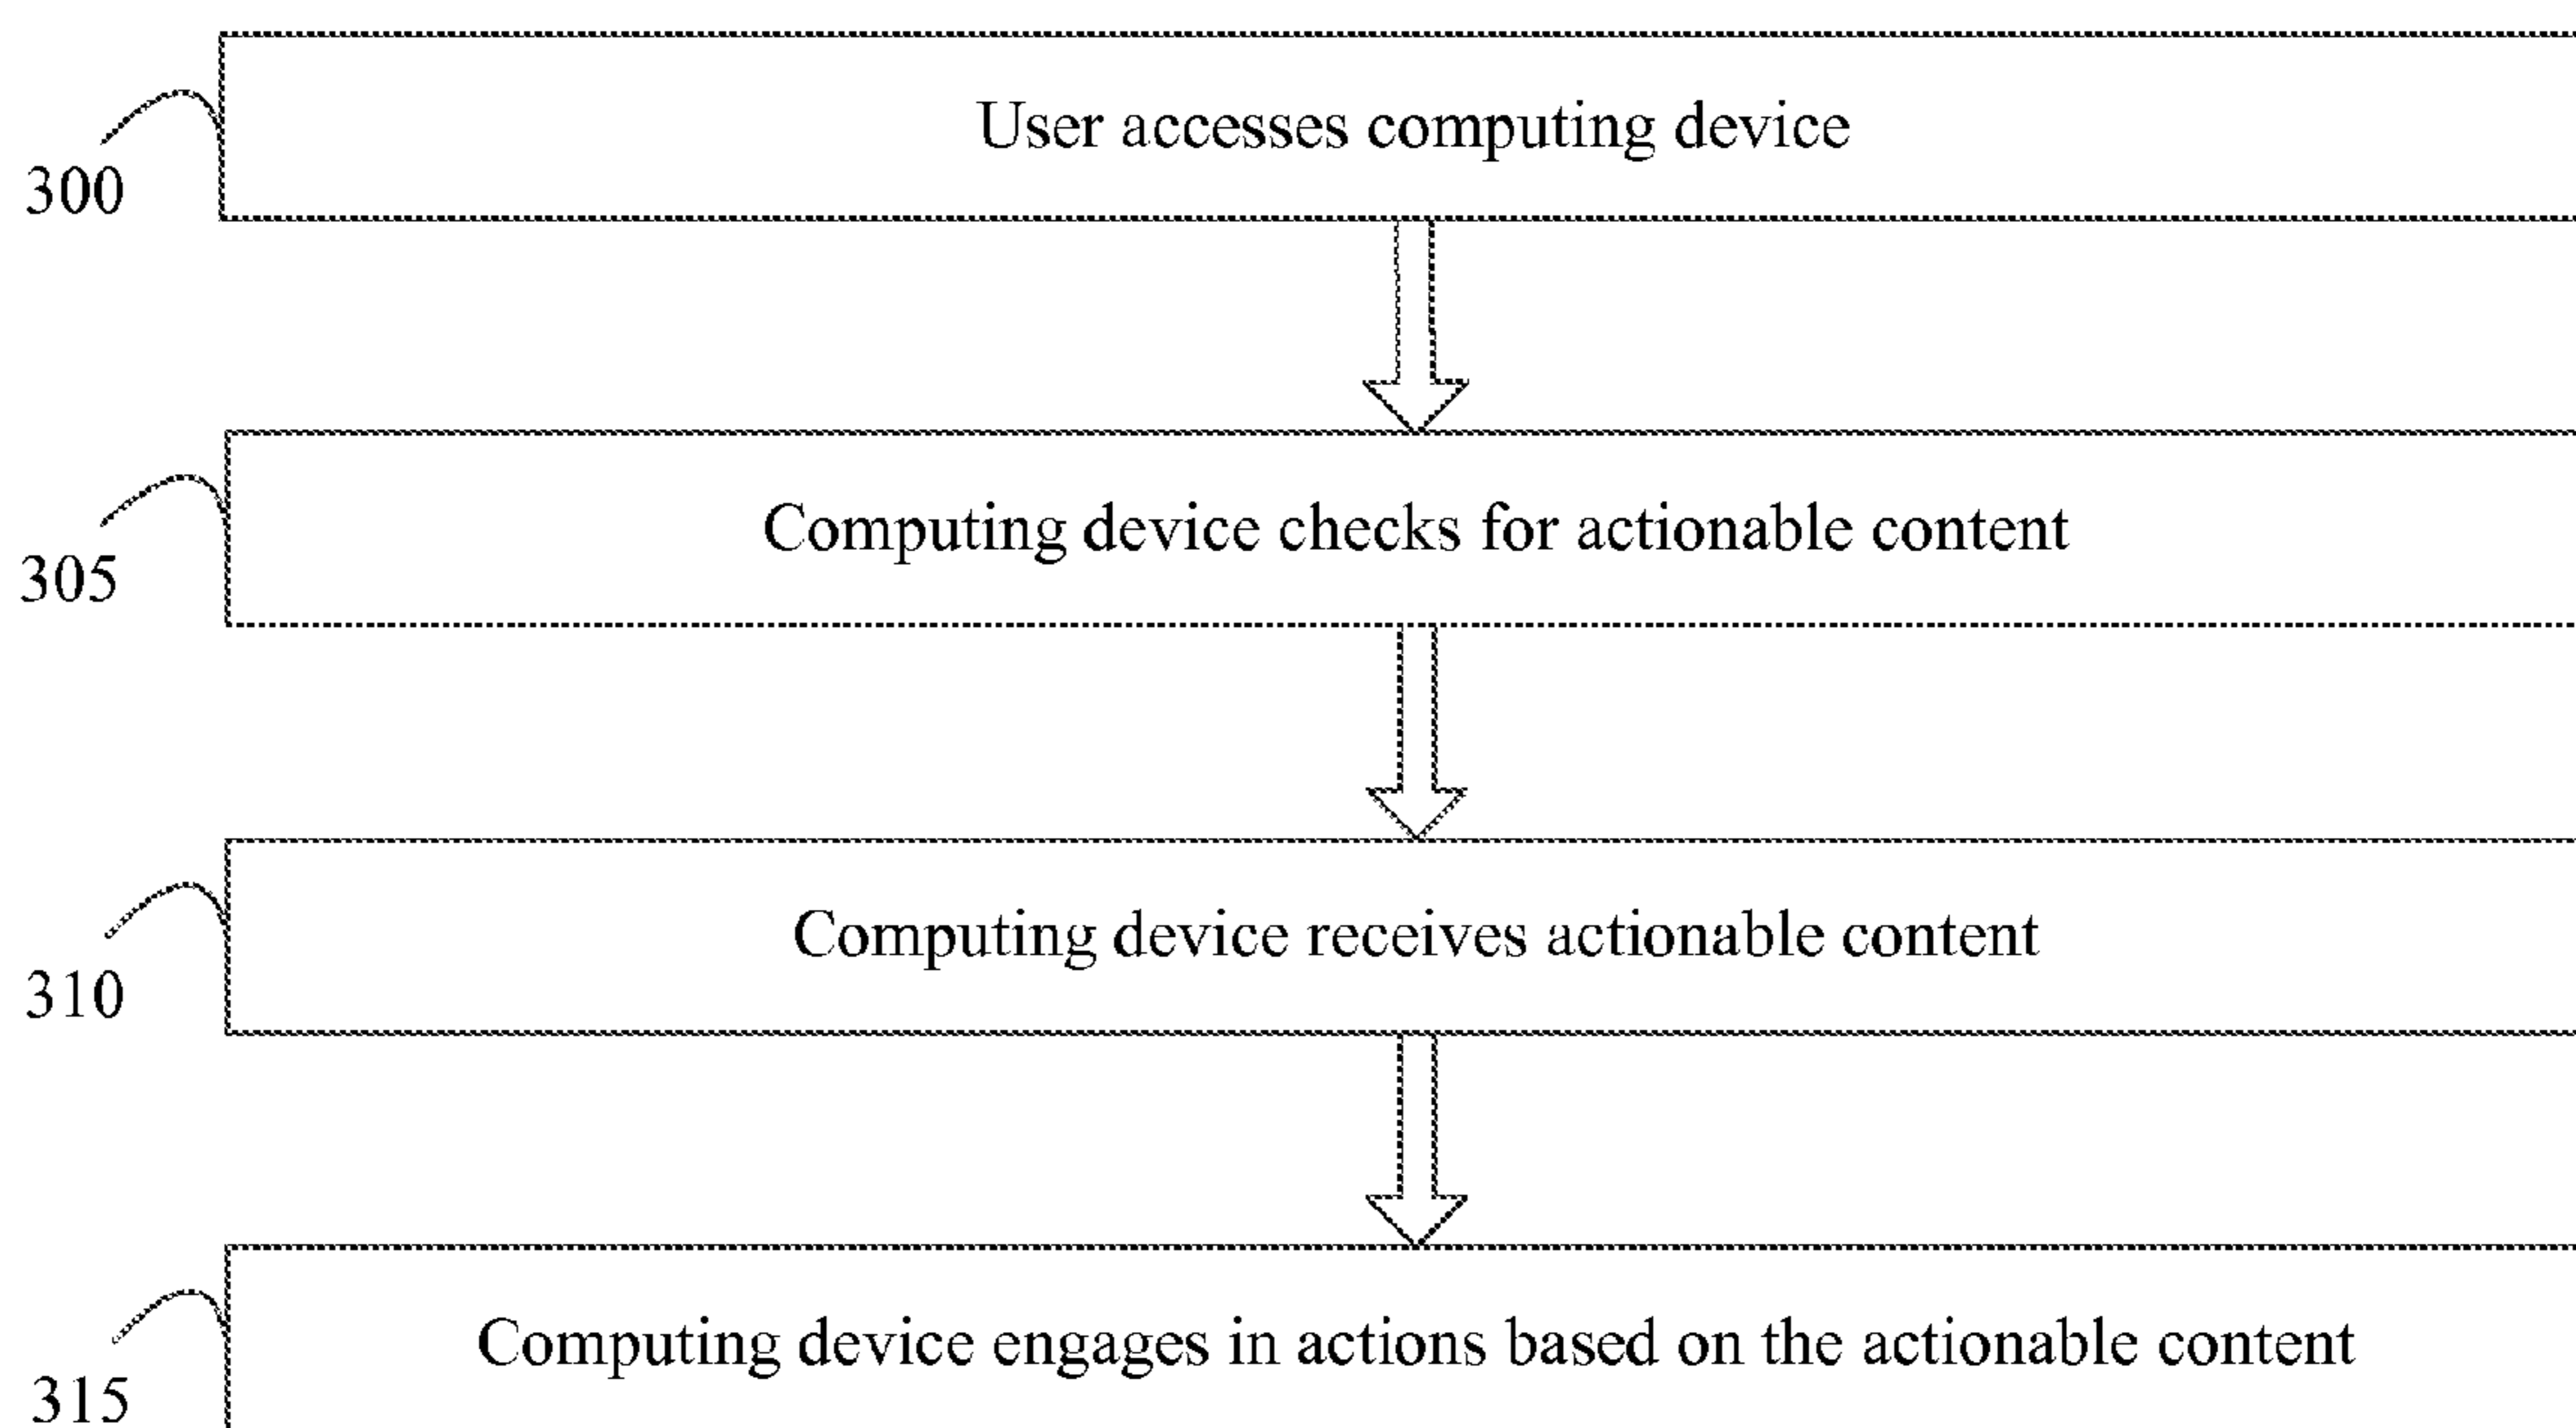 User accesses computing device
300
Computing device checks for actionable content
305
Computing device receives actionable content
310
Computing device engages in actions based on the actionable content
315